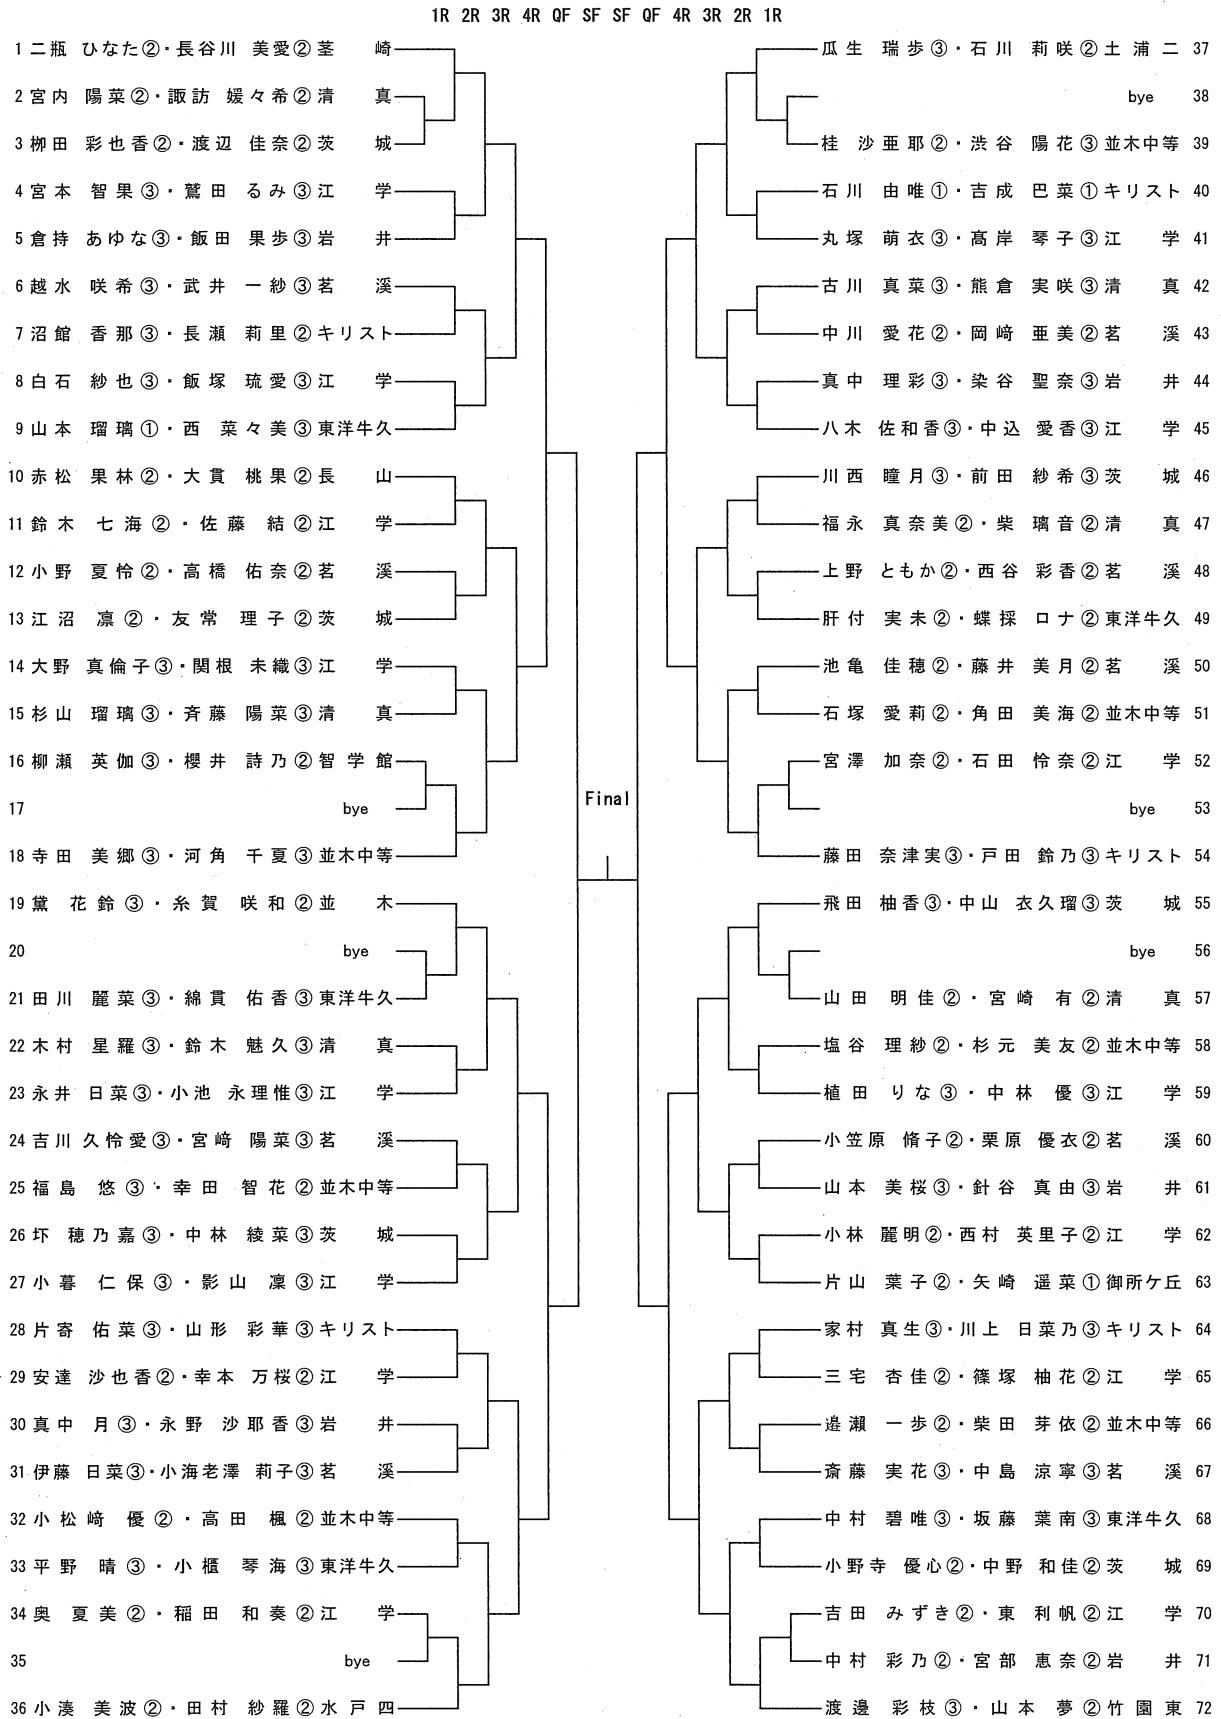 1R 2R 3R 4R QF SF SF QF 4R 3R 2R 1R
1 二瓶 ひなた②・長谷川 美愛② 茎崎
2 宮内 陽菜②・諏訪 媛々希② 清真
3 栁田 彩也香②・渡辺 佳奈② 茨城
4 宮本 智果③・鷲田 るみ③ 江学
5 倉持 あゆな③・飯田 果歩③ 岩井
6 越水 咲希③・武井 一紗③ 茗溪
7 沼館 香那③・長瀬 莉里② キリスト
8 白石 紗也③・飯塚 琉愛③ 江学
9 山本 瑠璃①・西 菜々美③ 東洋牛久
10 赤松 果林②・大貫 桃果② 長山
11 鈴木 七海②・佐藤 結② 江学
12 小野 夏怜②・高橋 佑奈② 茗溪
13 江沼 凛②・友常 理子② 茨城
14 大野 真倫子③・関根 未織③ 江学
15 杉山 瑠璃③・斉藤 陽菜③ 清真
16 柳瀬 英伽③・櫻井 詩乃② 智学館
17 bye
18 寺田 美郷③・河角 千夏③ 並木中等
19 黛 花鈴③・糸賀 咲和② 並木
20 bye
21 田川 麗菜③・綿貫 佑香③ 東洋牛久
22 木村 星羅③・鈴木 魅久③ 清真
23 永井 日菜③・小池 永理惟③ 江学
24 吉川 久怜愛③・宮﨑 陽菜③ 茗溪
25 福島 悠③・幸田 智花② 並木中等
26 圷 穂乃嘉③・中林 綾菜③ 茨城
27 小暮 仁保③・影山 凜③ 江学
28 片寄 佑菜③・山形 彩華③ キリスト
29 安達 沙也香②・幸本 万桜② 江学
30 真中 月③・永野 沙耶香③ 岩井
31 伊藤 日菜③・小海老澤 莉子③ 茗溪
32 小松﨑 優②・高田 楓② 並木中等
33 平野 晴③・小櫃 琴海③ 東洋牛久
34 奥 夏美②・稲田 和奏② 江学
35 bye
36 小湊 美波②・田村 紗羅② 水戸四
Final
瓜生 瑞歩③・石川 莉咲② 土浦二 37
bye 38
桂 沙亜耶②・渋谷 陽花③ 並木中等 39
石川 由唯①・吉成 巴菜① キリスト 40
丸塚 萌衣③・髙岸 琴子③ 江学 41
古川 真菜③・熊倉 実咲③ 清真 42
中川 愛花②・岡﨑 亜美② 茗溪 43
真中 理彩③・染谷 聖奈③ 岩井 44
八木 佐和香③・中込 愛香③ 江学 45
川西 瞳月③・前田 紗希③ 茨城 46
福永 真奈美②・柴 璃音② 清真 47
上野 ともか②・西谷 彩香② 茗溪 48
肝付 実未②・蝶採 ロナ② 東洋牛久 49
池亀 佳穂②・藤井 美月② 茗溪 50
石塚 愛莉②・角田 美海② 並木中等 51
宮澤 加奈②・石田 怜奈② 江学 52
bye 53
藤田 奈津実③・戸田 鈴乃③ キリスト 54
飛田 柚香③・中山 衣久瑠③ 茨城 55
bye 56
山田 明佳②・宮崎 有② 清真 57
塩谷 理紗②・杉元 美友② 並木中等 58
植田 りな③・中林 優③ 江学 59
小笠原 脩子②・栗原 優衣② 茗溪 60
山本 美桜③・針谷 真由③ 岩井 61
小林 麗明②・西村 英里子② 江学 62
片山 葉子②・矢崎 遥菜① 御所ケ丘 63
家村 真生③・川上 日菜乃③ キリスト 64
三宅 杏佳②・篠塚 柚花② 江学 65
邉瀬 一歩②・柴田 芽依② 並木中等 66
斎藤 実花③・中島 涼寧③ 茗溪 67
中村 碧唯③・坂藤 葉南③ 東洋牛久 68
小野寺 優心②・中野 和佳② 茨城 69
吉田 みずき②・東 利帆② 江学 70
中村 彩乃②・宮部 恵奈② 岩井 71
渡邊 彩枝③・山本 夢② 竹園東 72